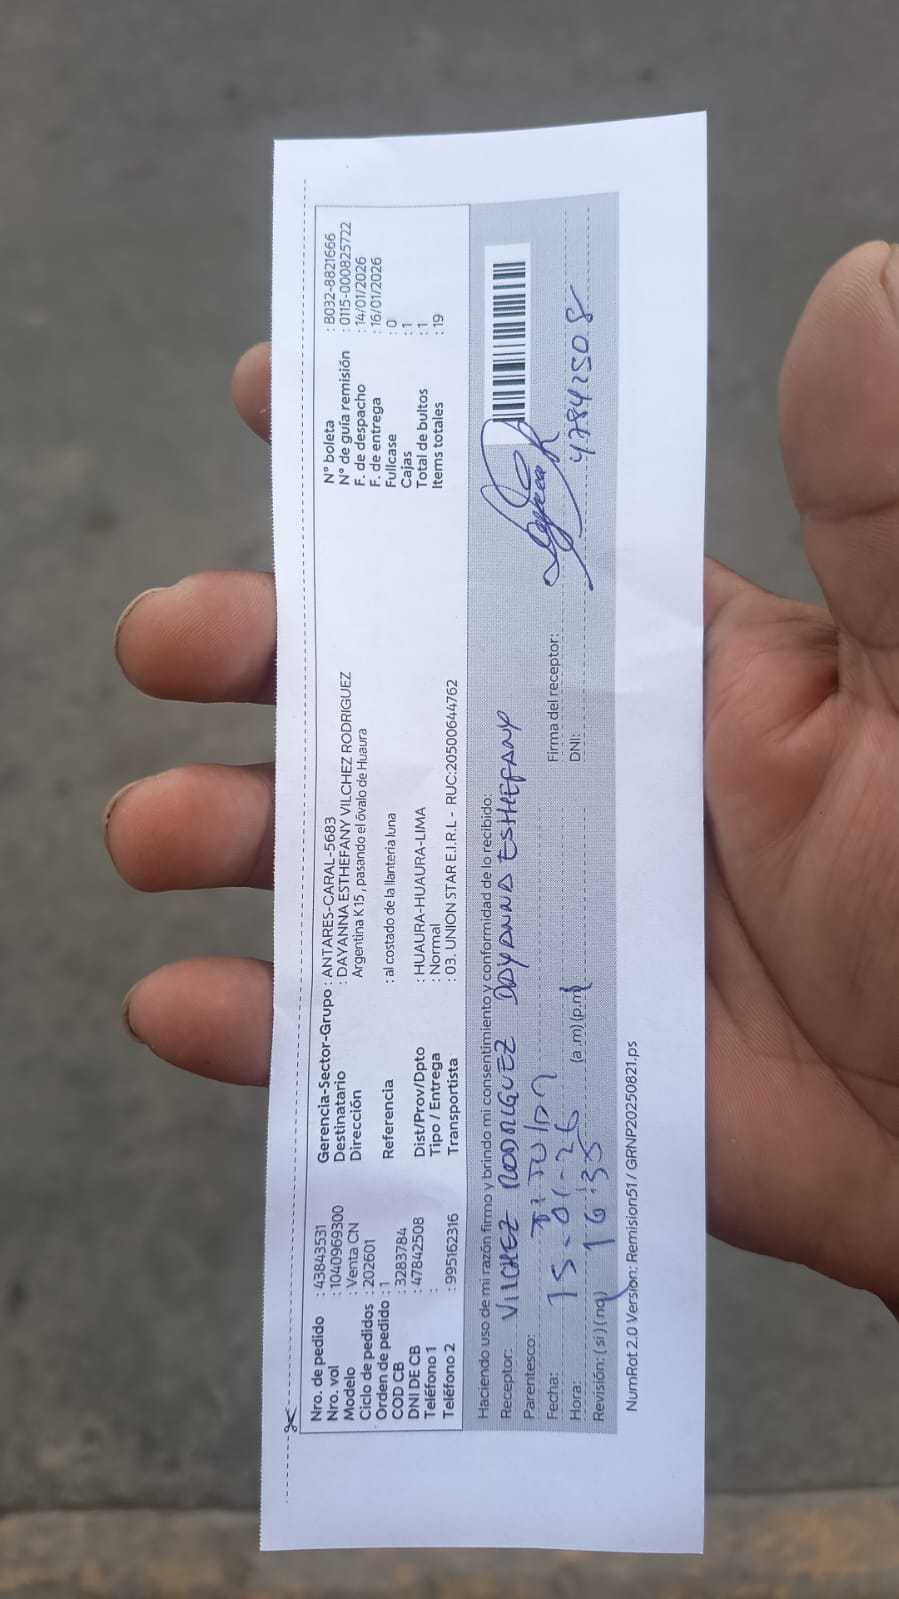 Nro. de pedido : 43843531
Nro. vol : 1040969300
Modelo : Venta CN
Ciclo de pedidos : 202601
Orden de pedido : 1
COD CB : 3283784
DNI DE CB : 47842508
Teléfono 1 :
Teléfono 2 : 995162316
Gerencia-Sector-Grupo : ANTARES-CARAL-5683
Destinatario : DAYANNA ESTHEFANY VILCHEZ RODRIGUEZ
Dirección Argentina K 15 , pasando el óvalo de Huaura
Referencia : al costado de la llanteria luna
Dist/Prov/Dpto : HUAURA-HUAURA-LIMA
Tipo / Entrega : Normal
Transportista : 03. UNION STAR E.I.R.L - RUC:20500644762
N° boleta : B032-8821666
N° de guía remisión : 0115-000825722
F. de despacho : 14/01/2026
F. de entrega : 16/01/2026
Fullcase : 0
Cajas : 1
Total de bultos : 1
Items totales : 19
Haciendo uso de mi razón firmo y brindo mi consentimiento y conformidad de lo recibido:
Receptor: VILCHEZ RODRIGUEZ DAYANNA ESTHEFANY
Parentesco:
Fecha: 15-01-26
Hora: 16:35 (a.m) (p.m)
Revisión: (si) (no)
Firma del receptor:
DNI: 47842508
NumRot 2.0 Version: Remision51 / GRNP20250821.ps